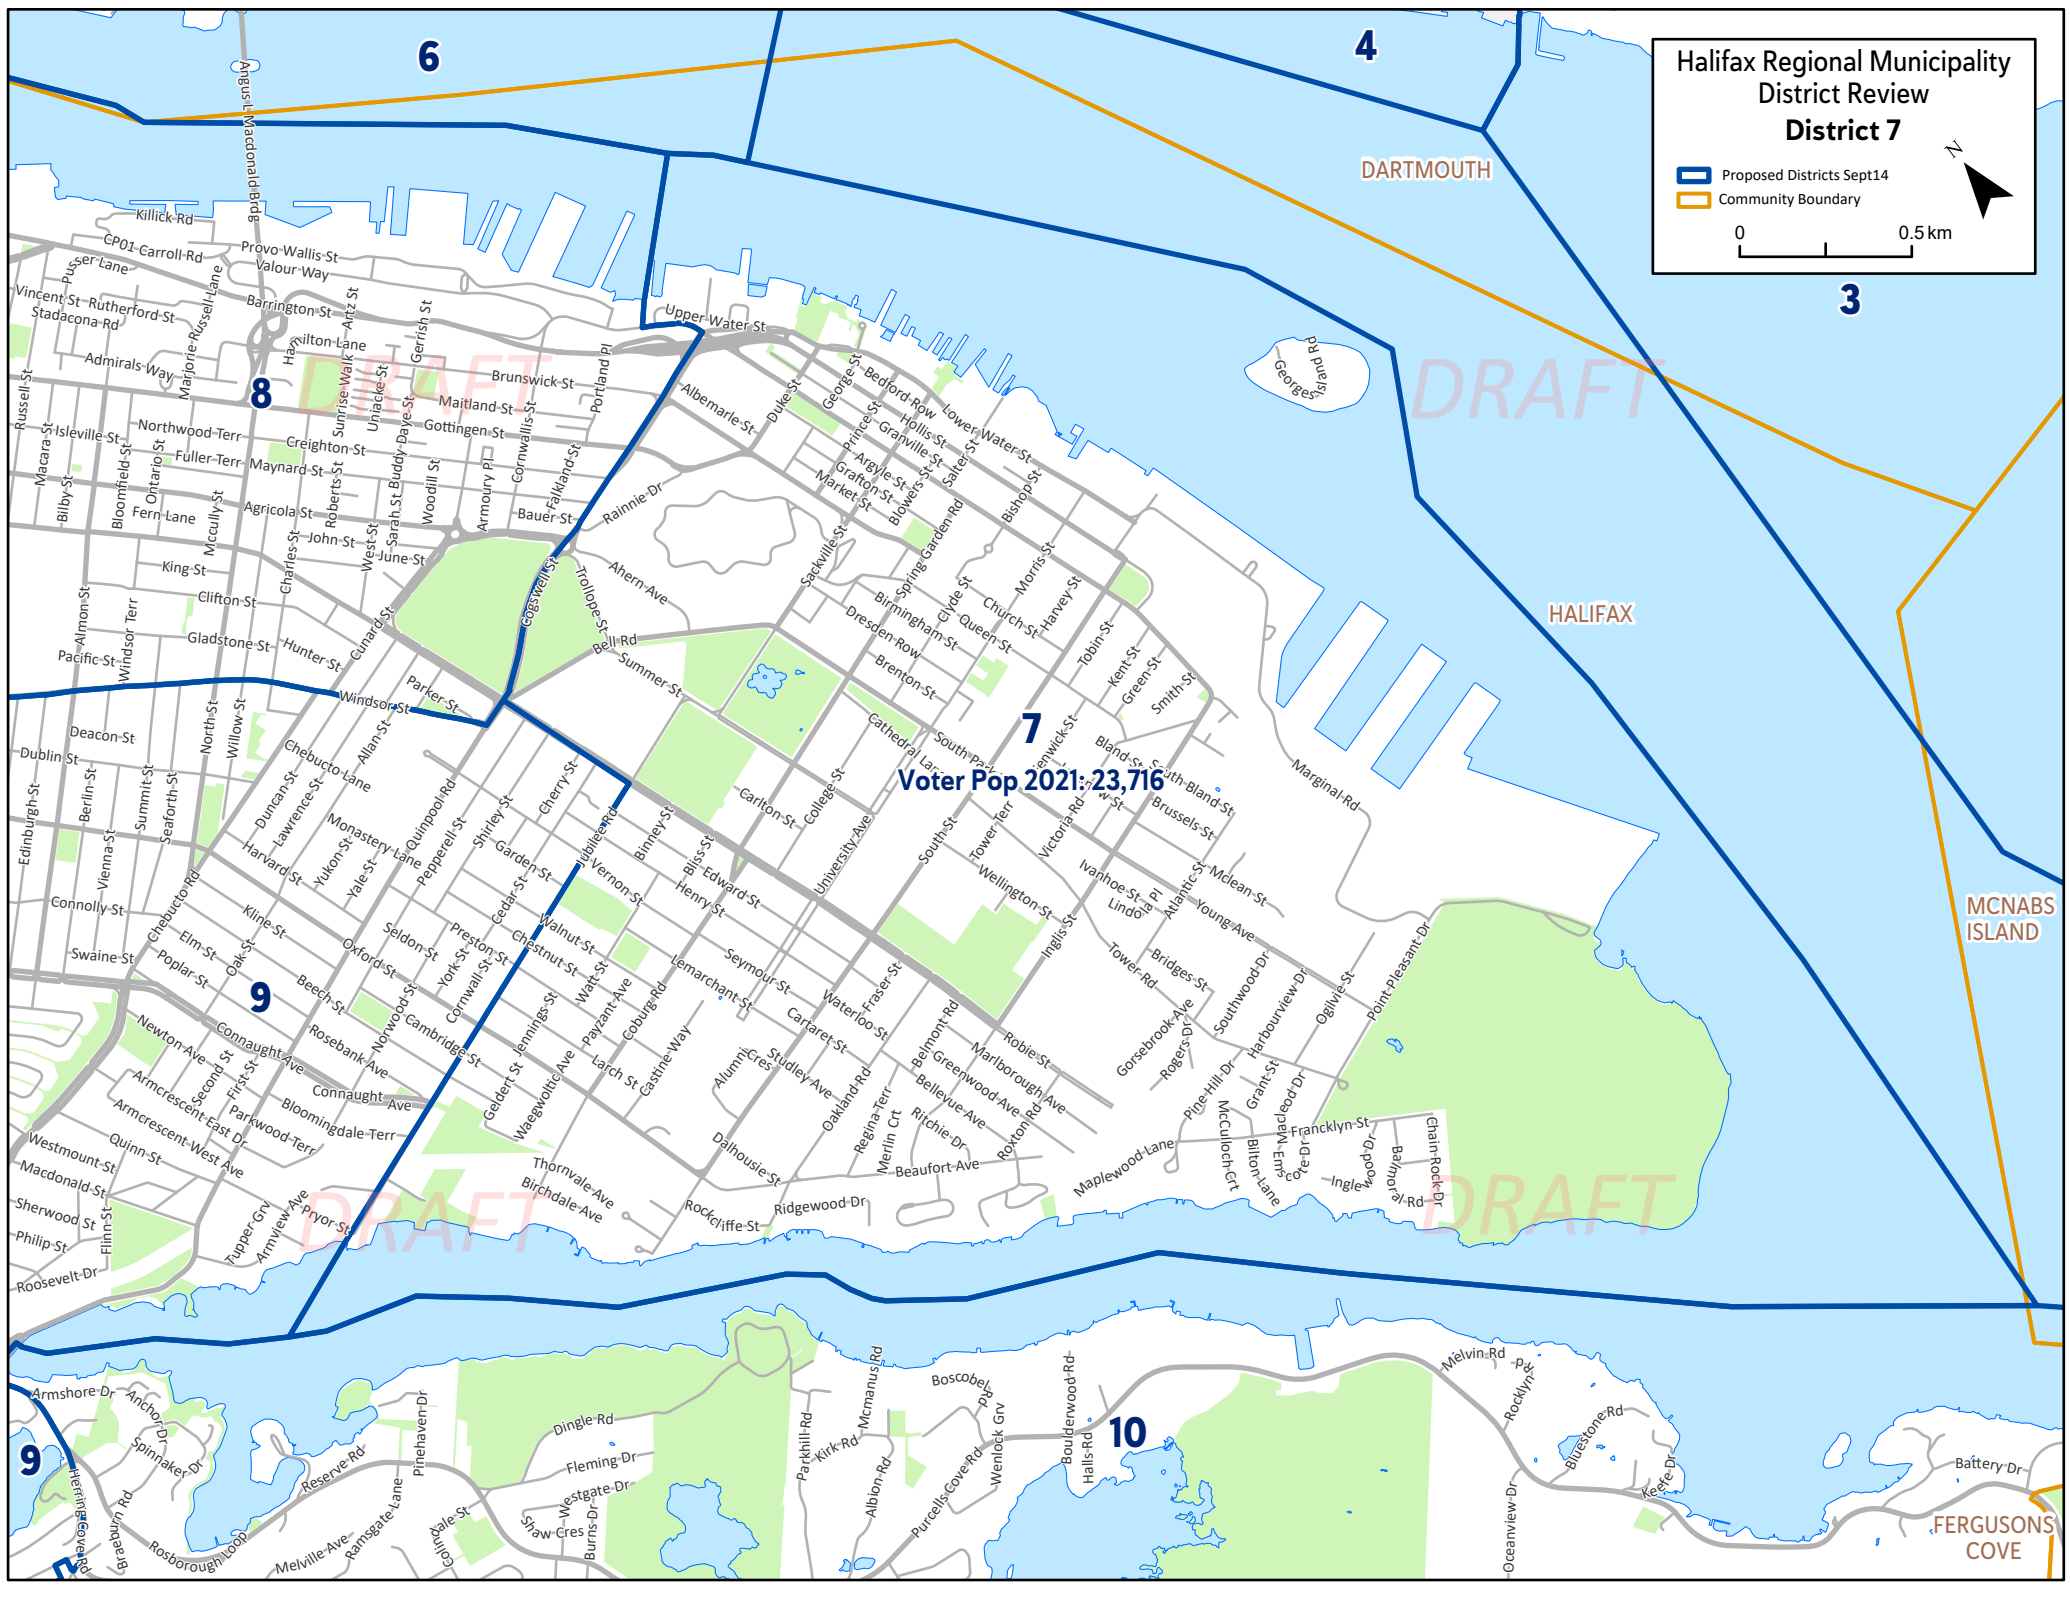 6
4
Halifax Regional Municipality
District Review
District 7
N
Proposed Districts Sept14
Community Boundary
0
0.5 km
3
DARTMOUTH
Angus L Macdonald Brdg
Killick Rd
CP01 Carroll Rd
Provo Wallis St
Valour Way
Pusser Lane
Vincent St
Rutherford St
Stadacona Rd
Marjorie Russell Lane
Barrington St
Artz St
Gerrish St
Hamilton Lane
Admirals Way
Upper Water St
Portland Pl
Brunswick St
DRAFT
DRAFT
Georges Island Rd
8
Russell St
Sunrise Walk
Uniacke St
Maitland St
Gottingen St
Buddy Daye St
Cornwallis St
Albemarle St
Duke St
George St
Bedford Row
Lower Water St
Hollis St
Granville St
Prince St
Salter St
Macara St
Isleville St
Northwood Terr
Creighton St
Fuller Terr
Maynard St
Bilby St
Bloomfield St
Ontario St
Fern Lane
Mccully St
Agricola St
Roberts St
Sarah St
Woodill St
Armoury Pl
Falkland St
Bauer St
Rainnie Dr
Argyle St
Grafton St
Market St
Blowers St
Bishop St
John St
West St
June St
King St
Charles St
Clifton St
Cogswell St
Trollope St
Ahern Ave
Sackville St
Spring Garden Rd
Morris St
Harvey St
Clyde St
Church St
Queen St
Birmingham St
Dresden Row
Brenton St
Almon St
Windsor Terr
Gladstone St
Hunter St
Cunard St
Bell Rd
Summer St
Tobin St
Kent St
Green St
Smith St
HALIFAX
Pacific St
Parker St
Windsor St
North St
Willow St
Allan St
Deacon St
Dublin St
Chebucto Lane
Cathedral Lane
South Park
Fenwick St
Bland St
South Bland St
7
Voter Pop 2021: 23,716
Marginal Rd
Edinburgh St
Berlin St
Summit St
Seaforth St
Vienna St
Duncan St
Lawrence St
Monastery Lane
Quinpool Rd
Pepperell St
Shirley St
Cherry St
Jubilee Rd
Binney St
Bliss St
Carlton St
College St
University Ave
South St
Tower Terr
Victoria Rd
Brussels St
Harvard St
Yukon St
Yale St
Garden St
Cedar St
Vernon St
Henry St
Edward St
Wellington St
Ivanhoe St
Lindola Pl
Atlantic St
Mclean St
Young Ave
Connolly St
Swaine St
Chebucto Rd
Elm St
Poplar St
Oak St
Kline St
Beech St
Oxford St
Seldon St
Preston St
York St
Cornwall St
Walnut St
Chestnut St
Watt St
Lemarchant St
Seymour St
Inglis St
Tower Rd
Bridges St
Southwood Dr
Harbourview Dr
Ogilvie St
Point Pleasant Dr
MCNABS
ISLAND
9
Newton Ave
Connaught Ave
Rosebank Ave
Norwood St
Cambridge St
Jennings St
Payzant Ave
Coburg Rd
Castine Way
Cartaret St
Waterloo St
Fraser St
Belmont Rd
Robie St
Marlborough Ave
Greenwood Ave
Bellevue Ave
Gorsebrook Ave
Rogers Dr
Second St
First St
Connaught Ave
Armcrescent East Dr
Armcrescent West Ave
Parkwood Terr
Bloomingdale Terr
Geldert St
Waegwoltic Ave
Larch St
Alumni Cres
Studley Ave
Oakland Rd
Regina Terr
Merlin Crt
Ritchie Dr
Roxton Rd
Pine Hill Dr
Grant St
Macleod Dr
Francklyn St
McCulloch Crt
Bilton Lane
Emscote Dr
Inglewood Dr
Balmoral Rd
Chain Rock Dr
Maplewood Lane
Westmount St
Quinn St
Macdonald St
Sherwood St
Philip St
Flinn St
Roosevelt Dr
Tupper Grv
Armview Ave
Pryor St
Thornvale Ave
Birchdale Ave
Dalhousie St
Beaufort Ave
Ridgewood Dr
Rockcliffe St
DRAFT
DRAFT
Armshore Dr
Anchor Dr
Spinnaker Dr
9
Herring Cove Rd
Braeburn Rd
Rosborough Loop
Reserve Rd
Melville Ave
Ramsgate Lane
Pinehaven Dr
Colindale St
Dingle Rd
Fleming Dr
Westgate Dr
Shaw Cres
Burns Dr
Parkhill Rd
Kirk Rd
Mcmanus Rd
Albion Rd
Boscobel Rd
Purcells Cove Rd
Wenlock Grv
Boulderwood Rd
Halls Rd
10
Melvin Rd
Rocklyn Rd
Bluestone Rd
Keefe Dr
Oceanview Dr
Battery Dr
FERGUSONS
COVE